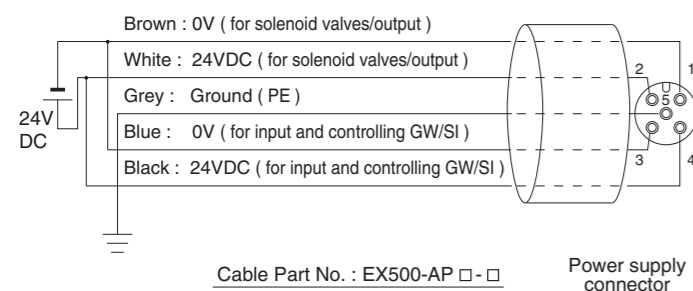 Brown : 0V ( for solenoid valves/output )
White : 24VDC ( for solenoid valves/output )
Grey : Ground ( PE )
Blue : 0V ( for input and controlling GW/SI )
Black : 24VDC ( for input and controlling GW/SI )
24V
DC
2 1
5
3 4
Cable Part No. : EX500-AP □ - □
Power supply
connector